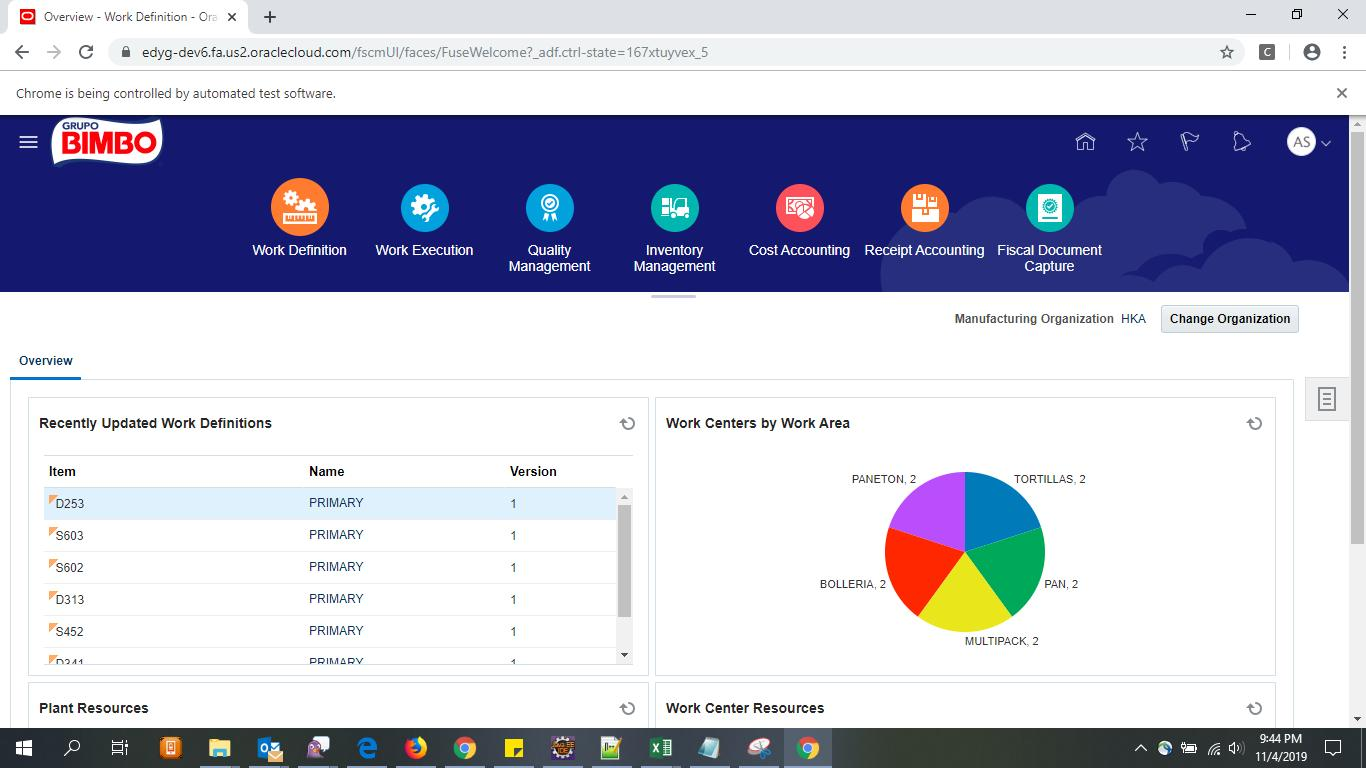 Overview - Work Definition - Ora
edyg-dev6.fa.us2.oraclecloud.com/fscmUI/faces/FuseWelcome?_adf.ctrl-state=167xtuyvex_5
C
Chrome is being controlled by automated test software.
GRUPO
BIMBO
AS
Work Definition
Work Execution
Quality
Management
Inventory
Management
Cost Accounting
Receipt Accounting
Fiscal Document
Capture
Manufacturing Organization HKA
Change Organization
Overview
Recently Updated Work Definitions
Item Name Version
D253 PRIMARY 1
S603 PRIMARY 1
S602 PRIMARY 1
D313 PRIMARY 1
S452 PRIMARY 1
D341 PRIMARY 1
Work Centers by Work Area
PANETON, 2
TORTILLAS, 2
BOLLERIA, 2
PAN, 2
MULTIPACK, 2
Plant Resources
Work Center Resources
9:44 PM
11/4/2019